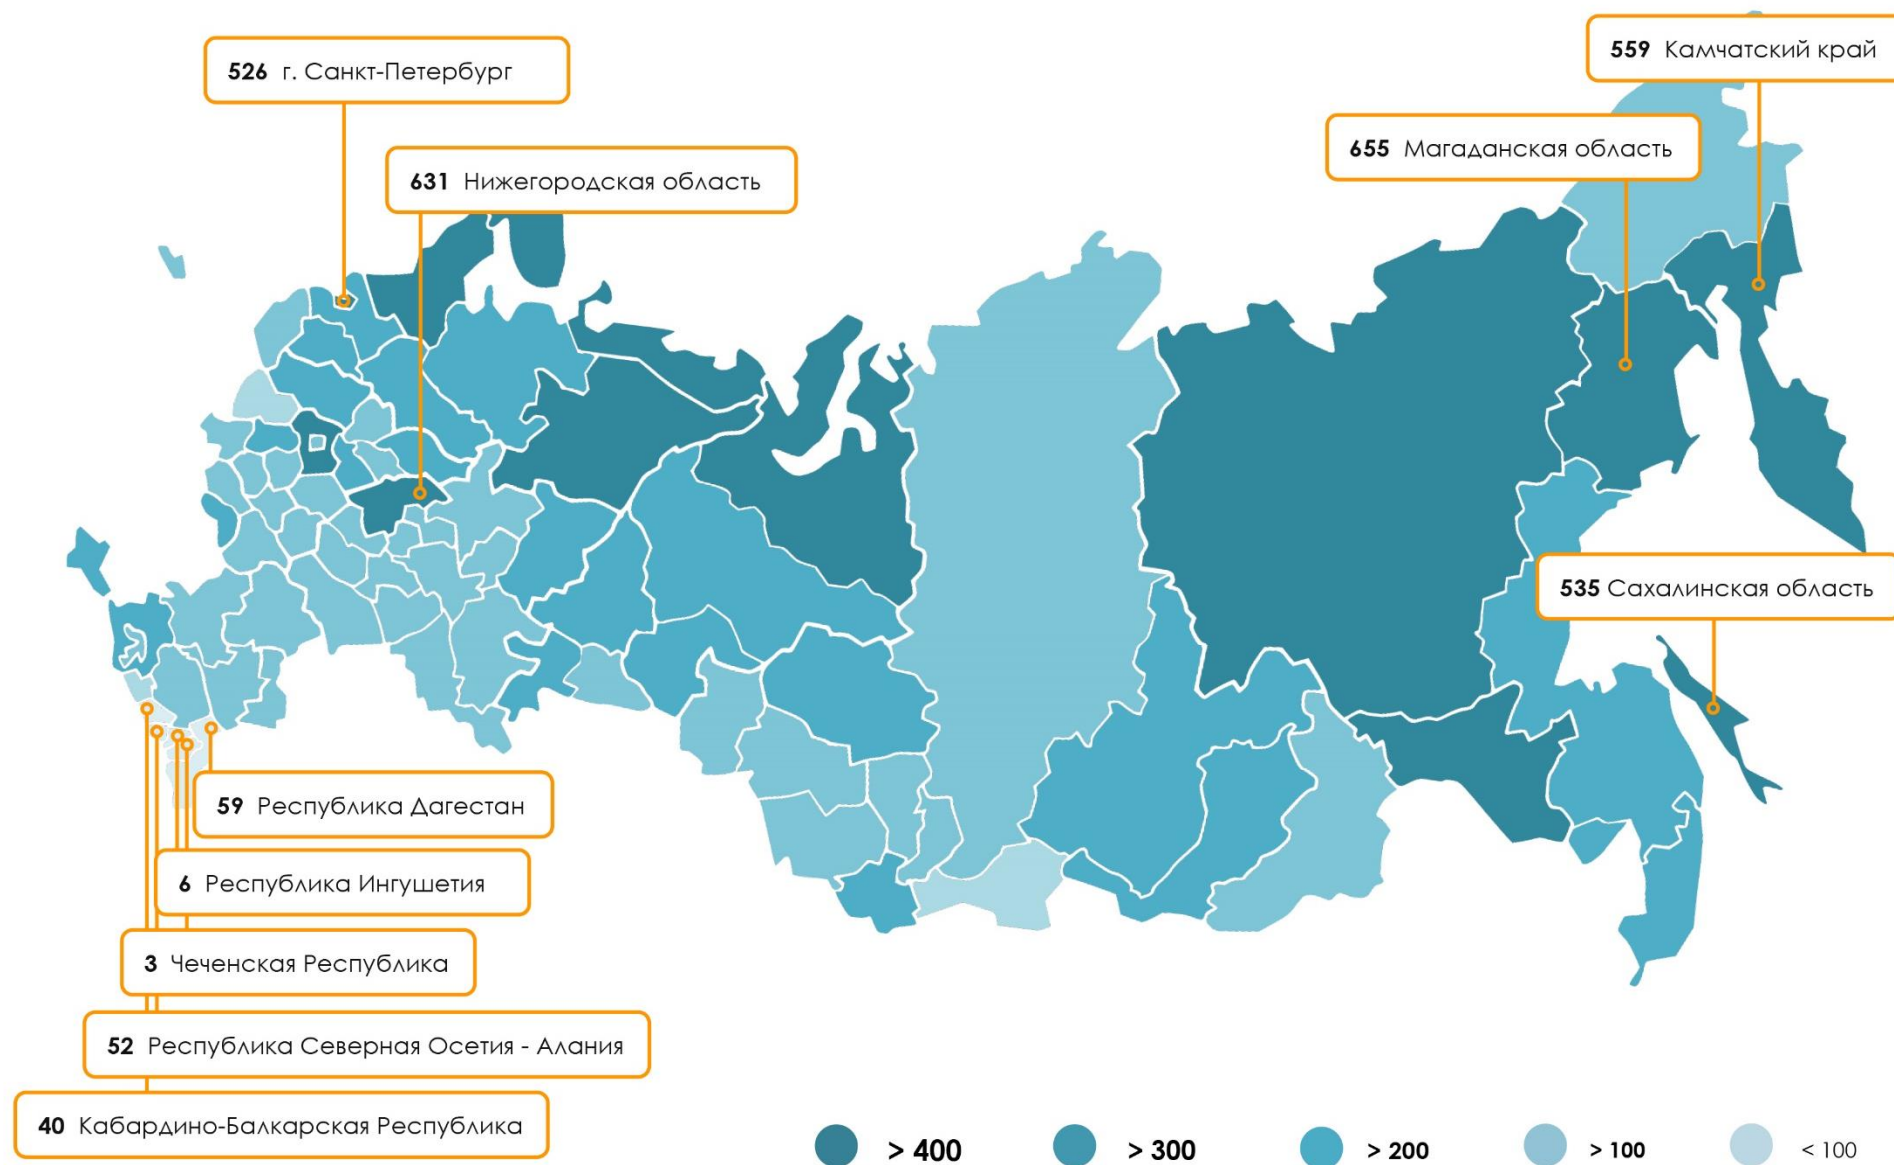 559 Камчатский край
526 г. Санкт-Петербург
655 Магаданская область
631 Нижегородская область
535 Сахалинская область
59 Республика Дагестан
6 Республика Ингушетия
3 Чеченская Республика
52 Республика Северная Осетия - Алания
40 Кабардино-Балкарская Республика
> 400 > 300 > 200 > 100 < 100